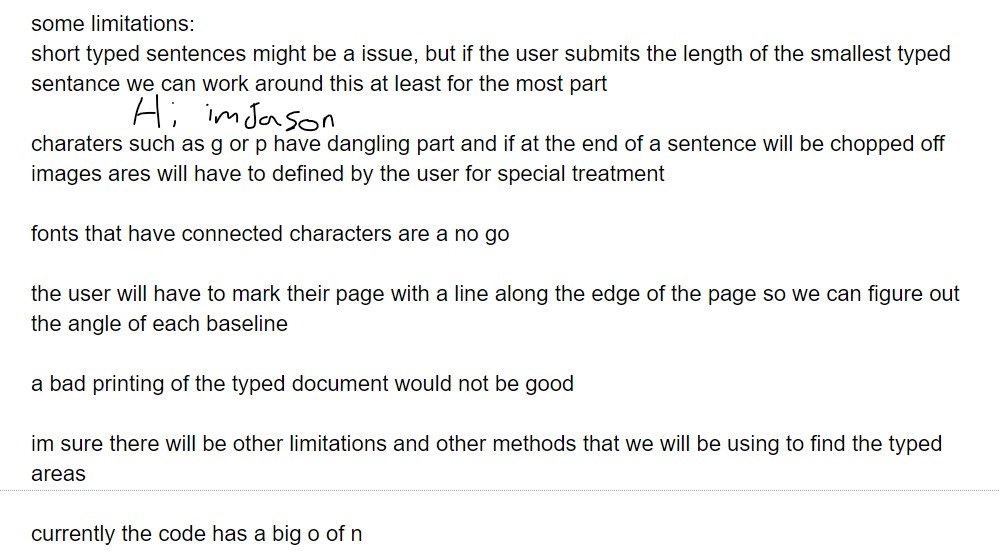 some limitations:
short typed sentences might be a issue, but if the user submits the length of the smallest typed
sentance we can work around this at least for the most part
Hi, im Jason
charaters such as g or p have dangling part and if at the end of a sentence will be chopped off
images ares will have to defined by the user for special treatment
fonts that have connected characters are a no go
the user will have to mark their page with a line along the edge of the page so we can figure out
the angle of each baseline
a bad printing of the typed document would not be good
im sure there will be other limitations and other methods that we will be using to find the typed
areas
currently the code has a big o of n